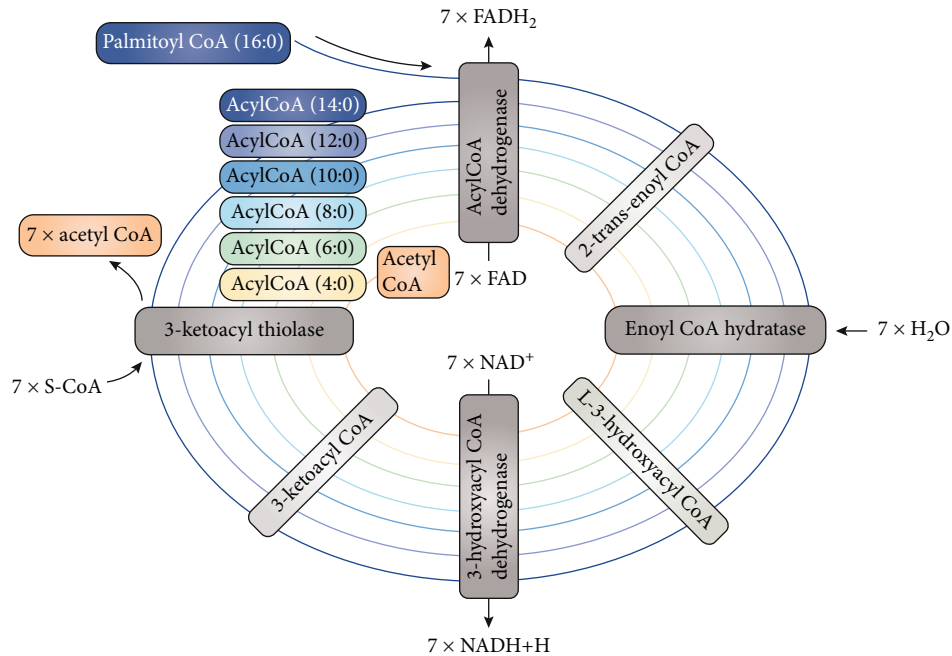 7 × FADH₂
Palmitoyl CoA (16:0)
AcylCoA (14:0)
AcylCoA (12:0)
AcylCoA (10:0)
AcylCoA (8:0)
AcylCoA (6:0)
AcylCoA (4:0)
Acetyl
CoA
AcylCoA
dehydrogenase
7 × FAD
2-trans-enoyl CoA
7 × acetyl CoA
3-ketoacyl thiolase
7 × S-CoA
Enoyl CoA hydratase
7 × H₂O
7 × NAD⁺
3-ketoacyl CoA
3-hydroxyacyl CoA
dehydrogenase
L-3-hydroxyacyl CoA
7 × NADH+H